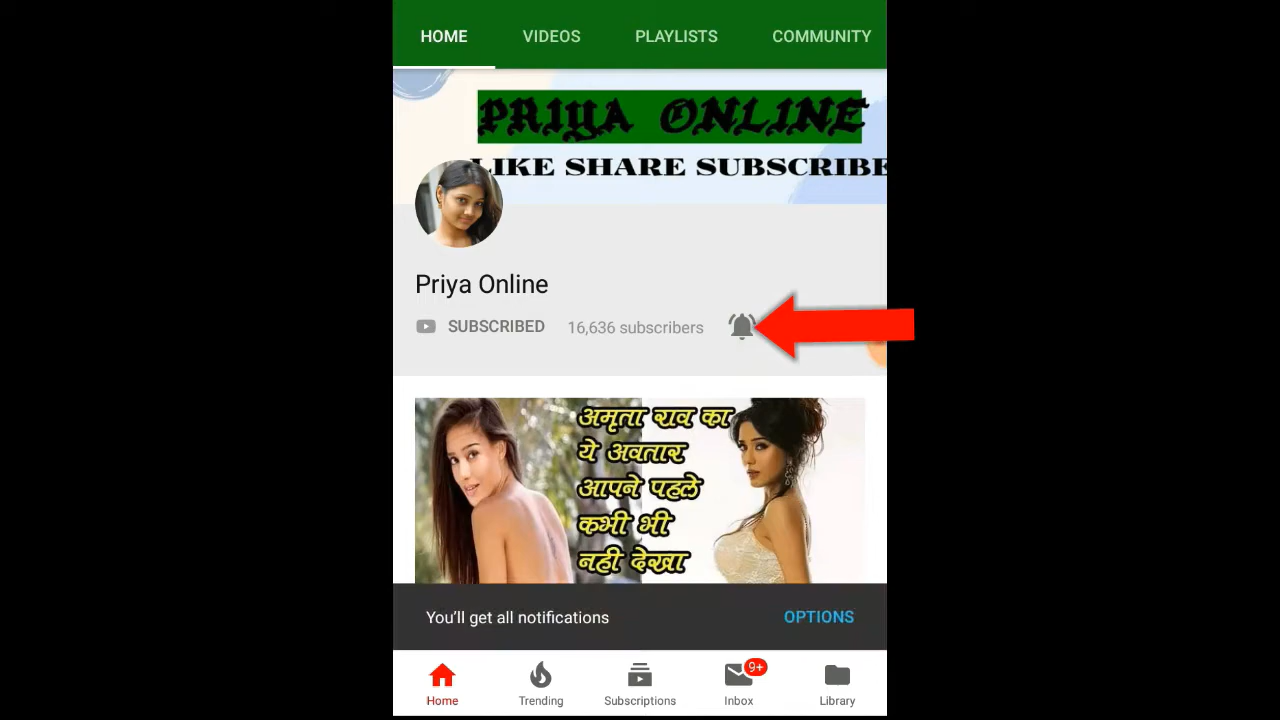 HOME VIDEOS PLAYLISTS COMMUNITY
PRIYA ONLINE
LIKE SHARE SUBSCRIBE
Priya Online
SUBSCRIBED 16,636 subscribers
अमृता राव का
ये अवतार
आपने पहले
कभी भी
नही देखा
You'll get all notifications OPTIONS
9+
Home Trending Subscriptions Inbox Library